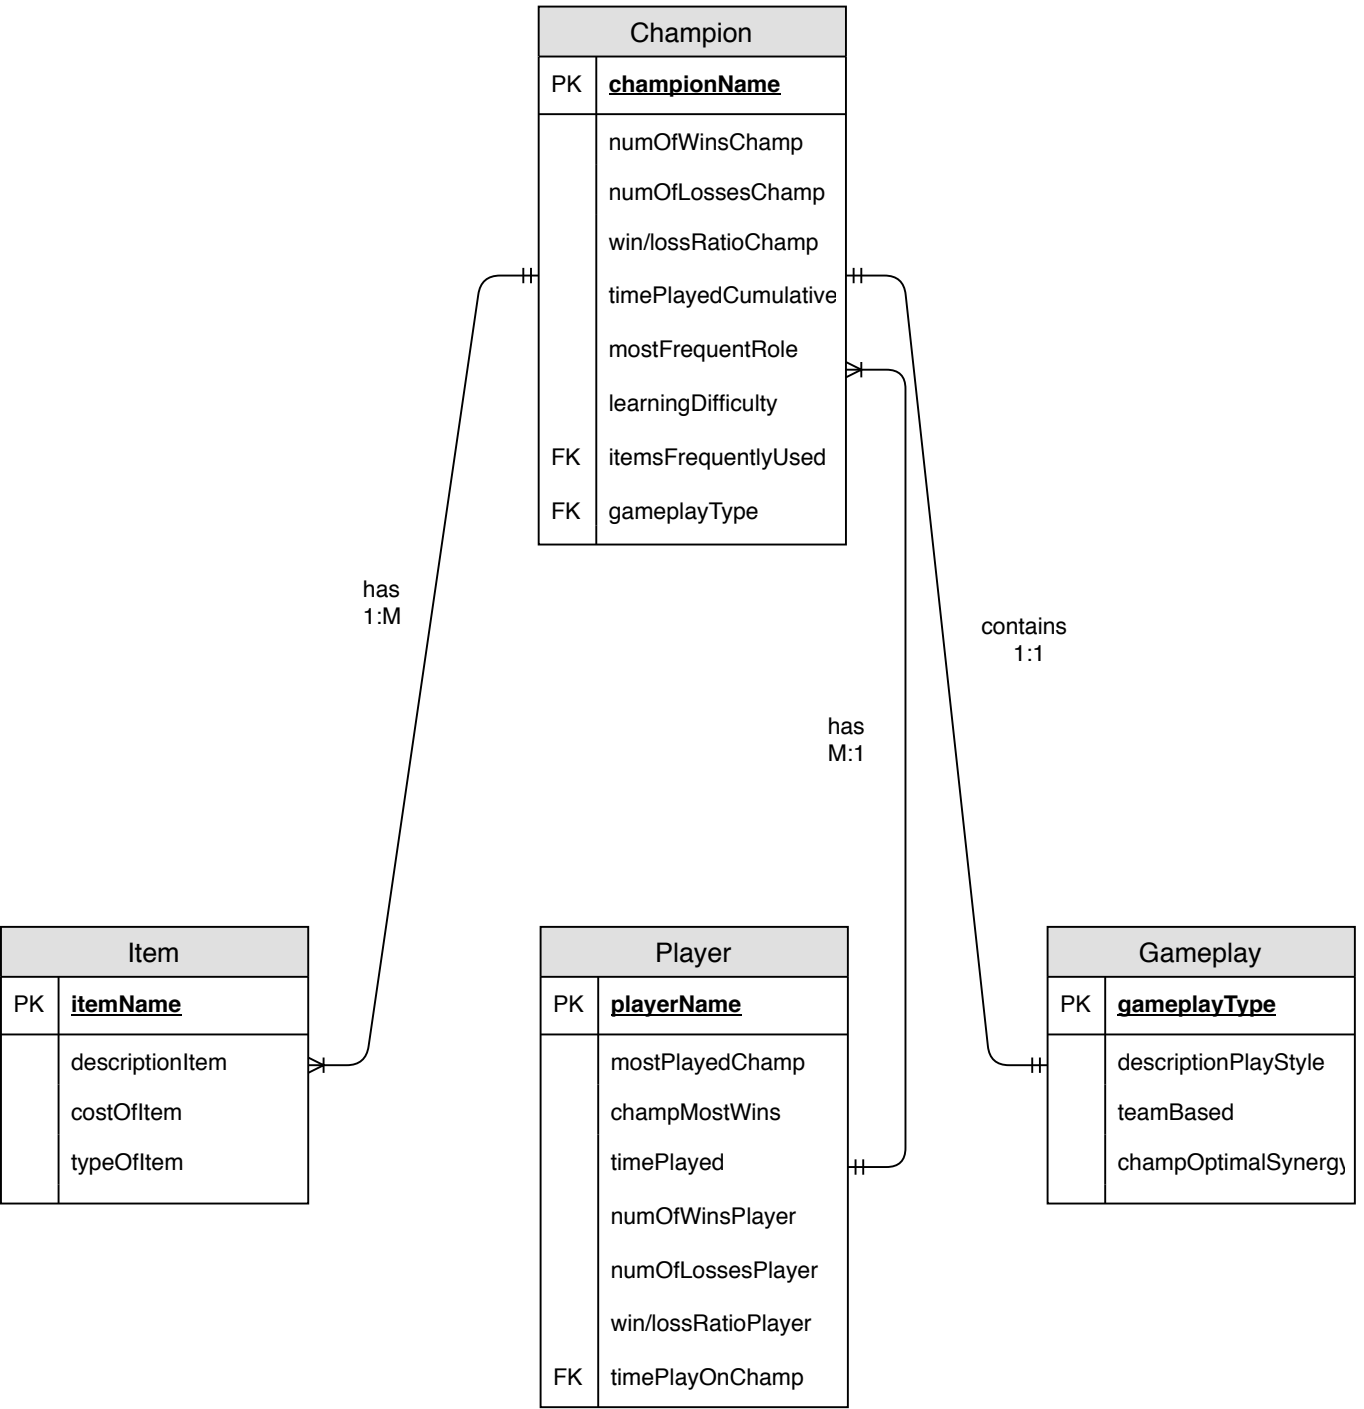 Champion
PK championName
numOfWinsChamp
numOfLossesChamp
win/lossRatioChamp
timePlayedCumulative
mostFrequentRole
learningDifficulty
FK itemsFrequentlyUsed
FK gameplayType
has
1:M
contains
1:1
has
M:1
Item
PK itemName
descriptionItem
costOfItem
typeOfItem
Player
PK playerName
mostPlayedChamp
champMostWins
timePlayed
numOfWinsPlayer
numOfLossesPlayer
win/lossRatioPlayer
FK timePlayOnChamp
Gameplay
PK gameplayType
descriptionPlayStyle
teamBased
champOptimalSynergy